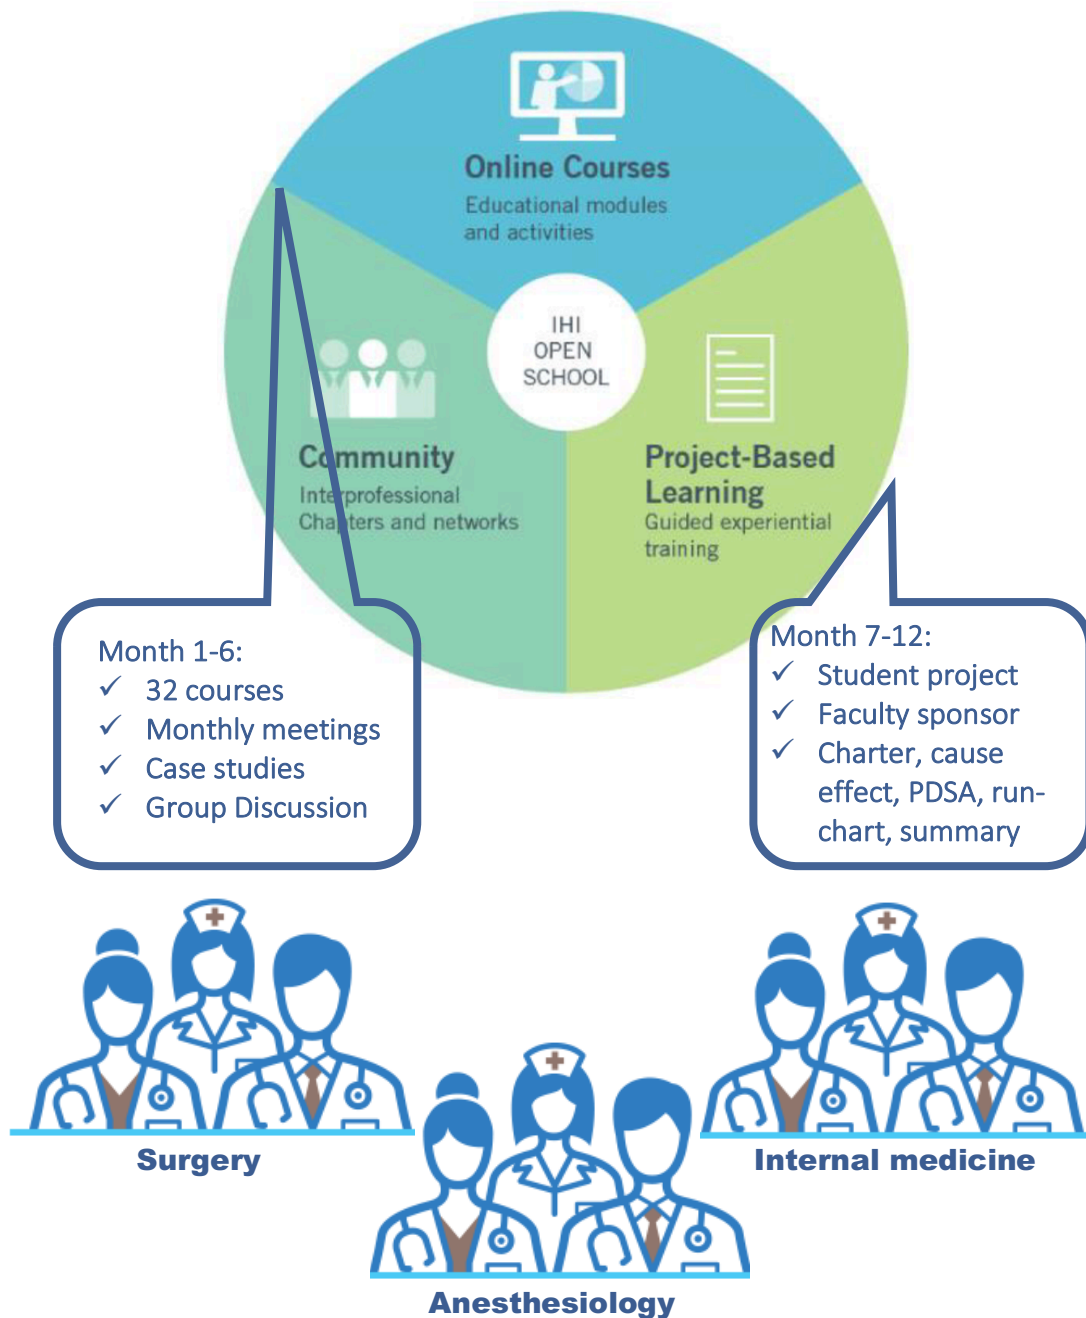 Online Courses
Educational modules
and activities
IHI
OPEN
SCHOOL
Community
Interprofessional
Chapters and networks
Project-Based
Learning
Guided experiential
training
Month 1-6:
✓ 32 courses
✓ Monthly meetings
✓ Case studies
✓ Group Discussion
Month 7-12:
✓ Student project
✓ Faculty sponsor
✓ Charter, cause
effect, PDSA, run-
chart, summary
Surgery
Internal medicine
Anesthesiology